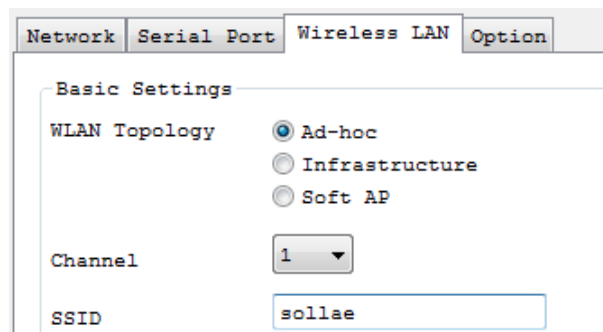 Network Serial Port Wireless LAN Option
Basic Settings
WLAN Topology Ad-hoc
Infrastructure
Soft AP
Channel 1
SSID sollae